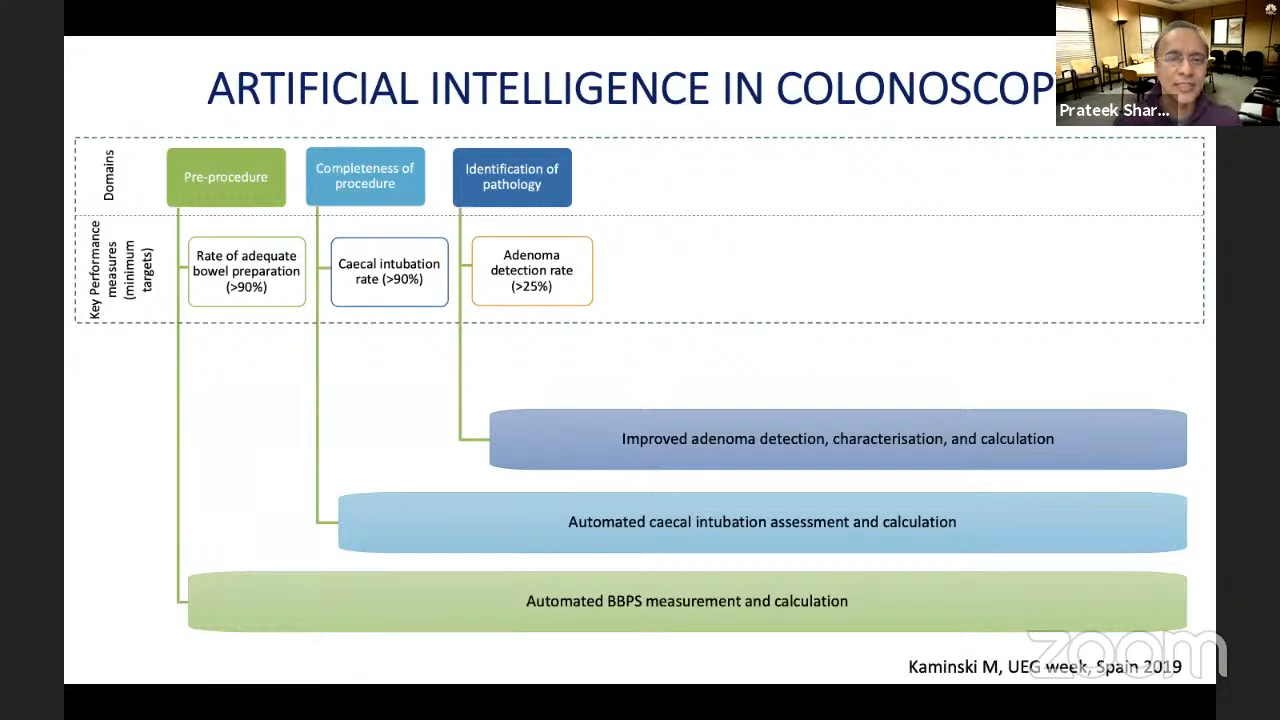 ARTIFICIAL INTELLIGENCE IN COLONOSCOP
Prateek Shar...
Domains
Pre-procedure
Completeness of
procedure
Identification of
pathology
Key Performance
measures
(minimum
targets)
Rate of adequate
bowel preparation
(>90%)
Caecal intubation
rate (>90%)
Adenoma
detection rate
(>25%)
Improved adenoma detection, characterisation, and calculation
Automated caecal intubation assessment and calculation
Automated BBPS measurement and calculation
zoom
Kaminski M, UEG week, Spain 2019